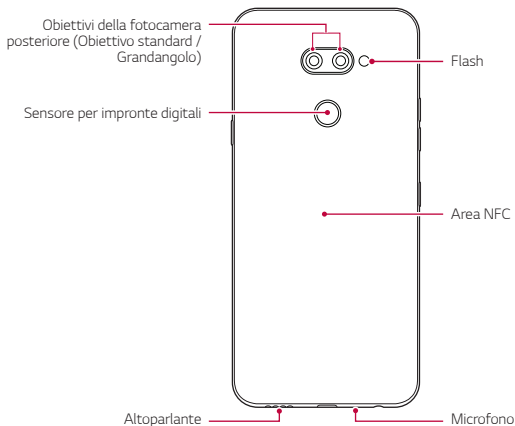 Obiettivi della fotocamera
posteriore (Obiettivo standard /
Grandangolo)
Flash
Sensore per impronte digitali
Area NFC
Altoparlante
Microfono